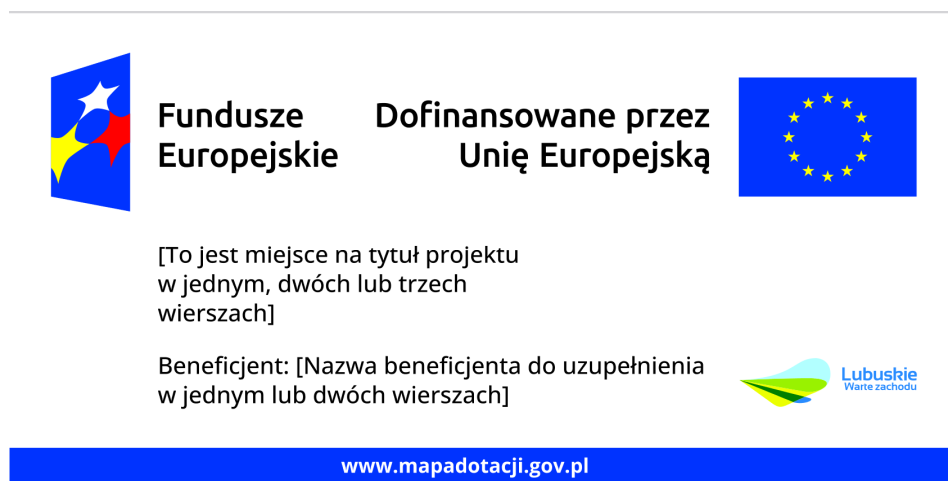 Fundusze
Europejskie
Dofinansowane przez
Unię Europejską
[To jest miejsce na tytuł projektu
w jednym, dwóch lub trzech
wierszach]
Beneficjent: [Nazwa beneficjenta do uzupełnienia
w jednym lub dwóch wierszach]
Lubuskie
Warte zachodu
www.mapadotacji.gov.pl